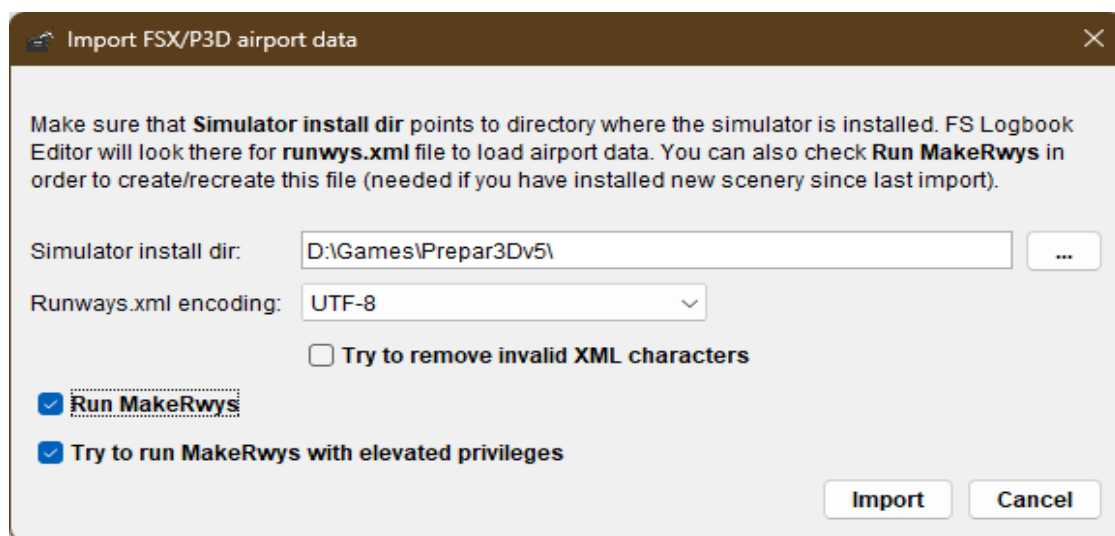 Import FSX/P3D airport data
Make sure that Simulator install dir points to directory where the simulator is installed. FS Logbook
Editor will look there for runwys.xml file to load airport data. You can also check Run MakeRwys in
order to create/recreate this file (needed if you have installed new scenery since last import).
Simulator install dir: D:\Games\Prepar3Dv5\ ...
Runways.xml encoding: UTF-8
Try to remove invalid XML characters
Run MakeRwys
Try to run MakeRwys with elevated privileges
Import Cancel